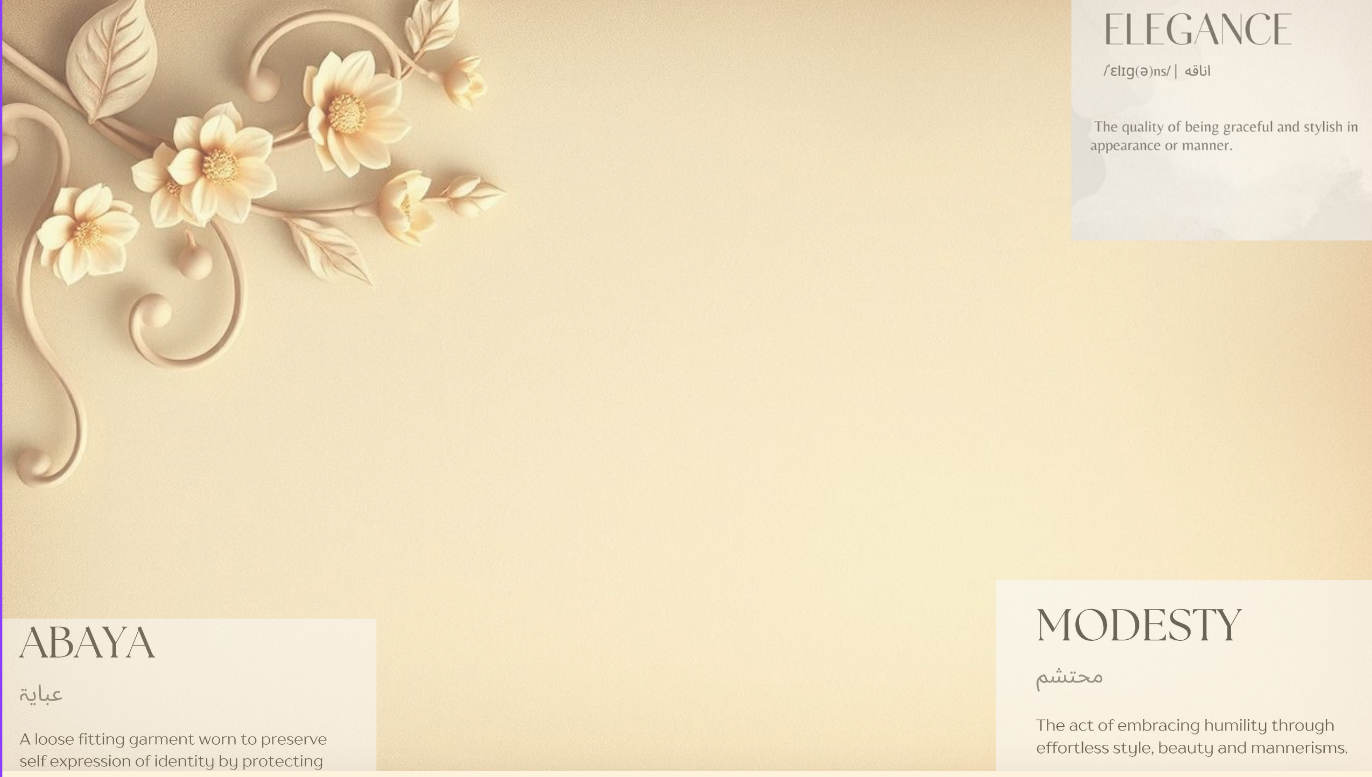 ELEGANCE
/ˈɛlɪɡ(ə)ns/ | اناقه
The quality of being graceful and stylish in
appearance or manner.
ABAYA
عباية
A loose fitting garment worn to preserve
self expression of identity by protecting
MODESTY
محتشم
The act of embracing humility through
effortless style, beauty and mannerisms.